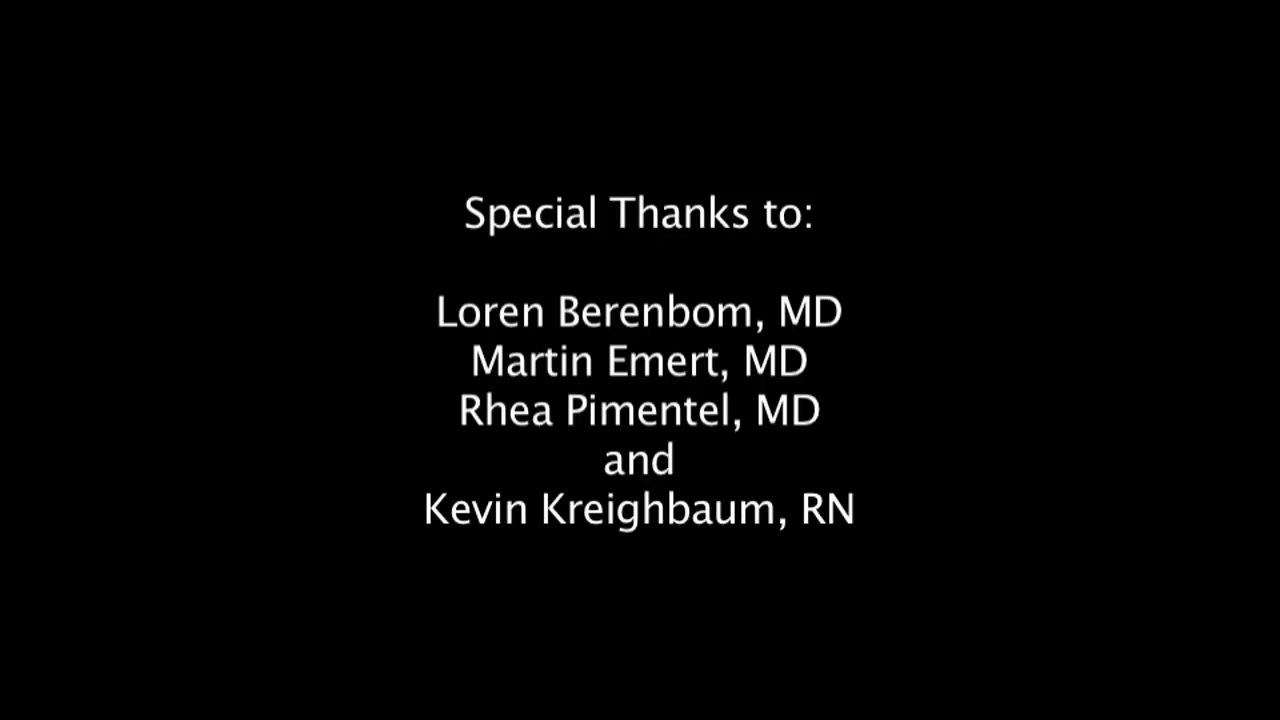 Special Thanks to:
Loren Berenbom, MD
Martin Emert, MD
Rhea Pimentel, MD
and
Kevin Kreighbaum, RN